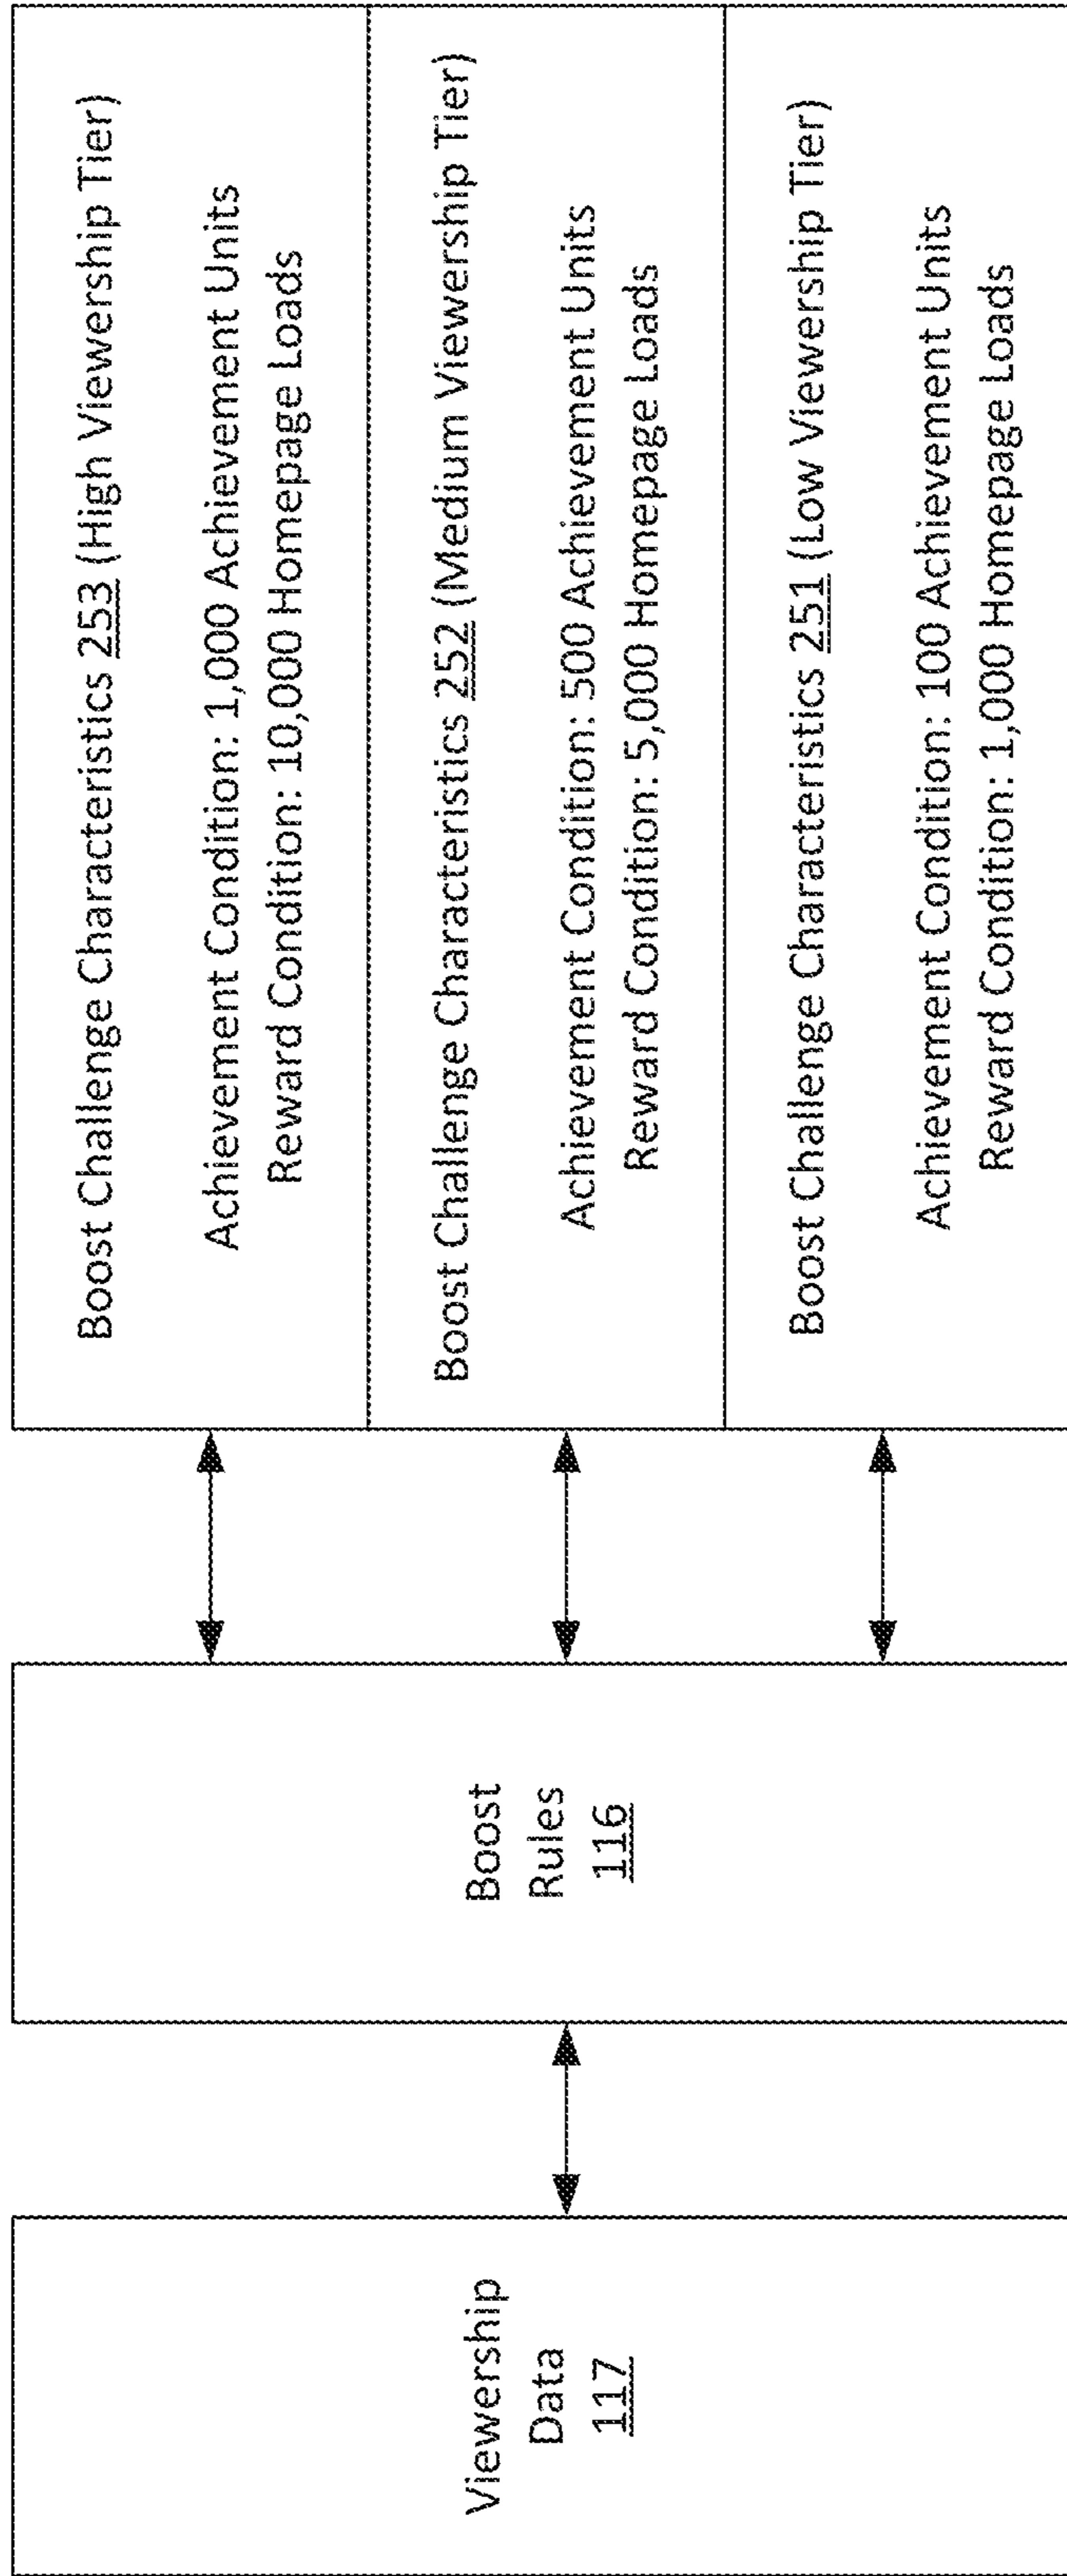 Viewership
Data
117
Boost
Rules
116
Boost Challenge Characteristics 253 (High Viewership Tier)
Achievement Condition: 1,000 Achievement Units
Reward Condition: 10,000 Homepage Loads
Boost Challenge Characteristics 252 (Medium Viewership Tier)
Achievement Condition: 500 Achievement Units
Reward Condition: 5,000 Homepage Loads
Boost Challenge Characteristics 251 (Low Viewership Tier)
Achievement Condition: 100 Achievement Units
Reward Condition: 1,000 Homepage Loads